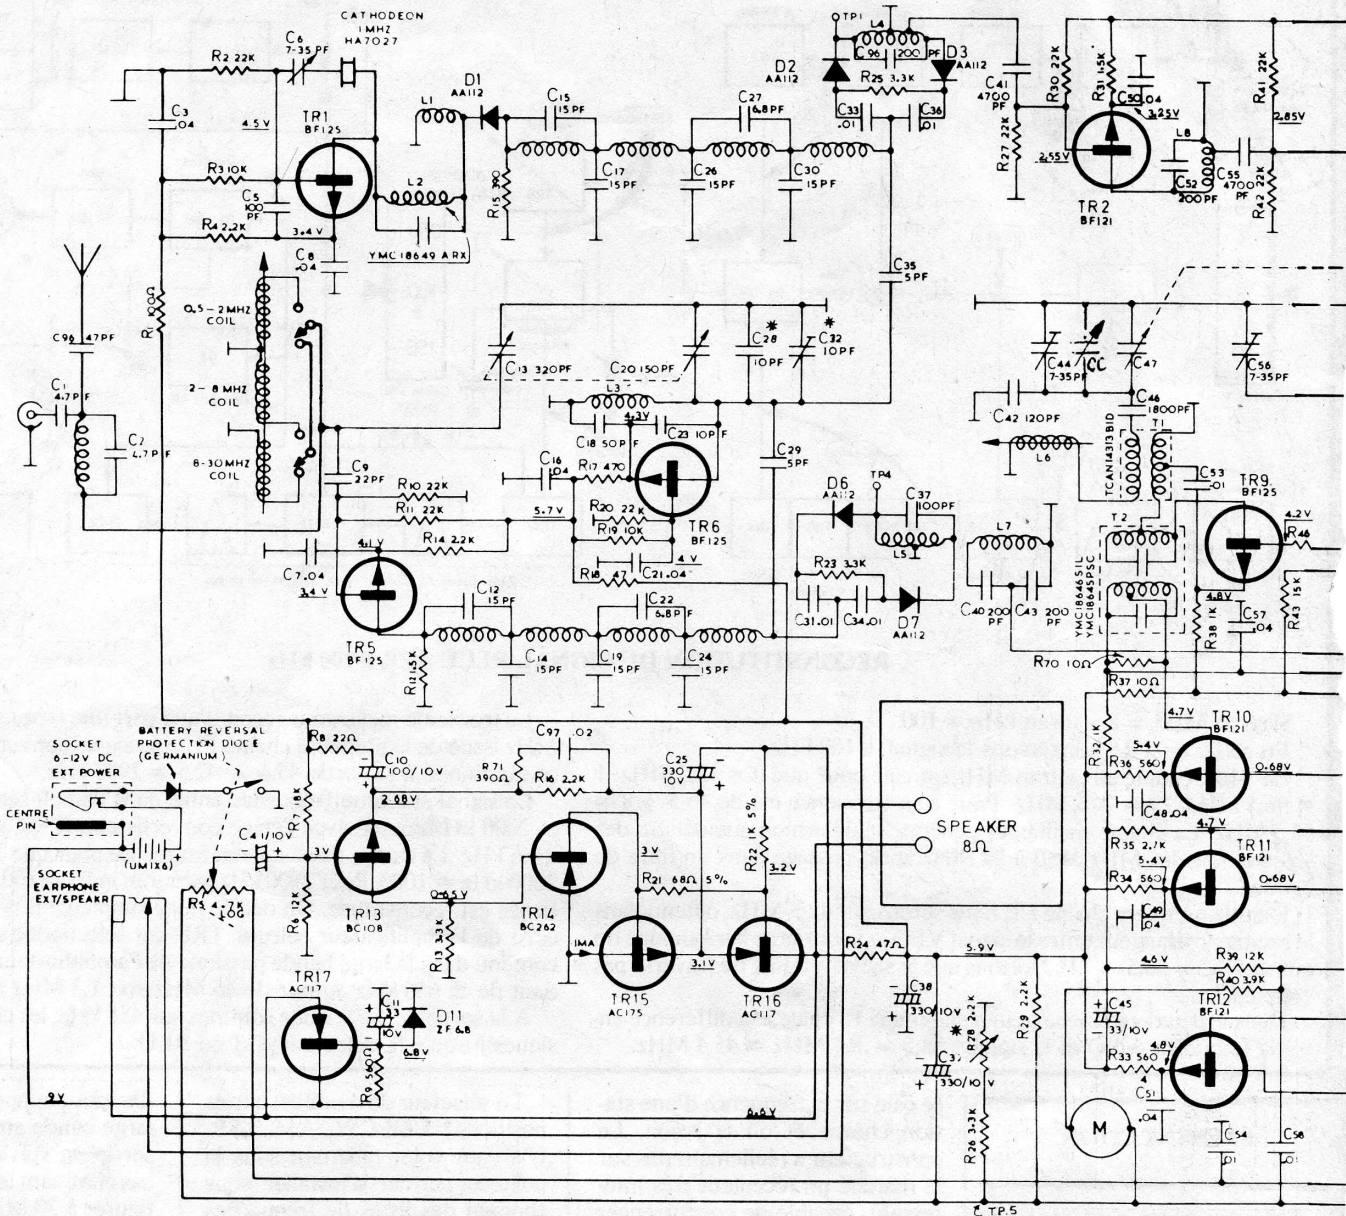 CATHODEON
1 MHZ
HA7027
C6
7-35 PF
R2 22K
C3
.04
4.5 V
TR1
BF125
R3 10K
C5
100
PF
R4 2.2K
3.4 V
C8
.04
L1
L2
YMC 18649 ARX
D1
AA112
C15
15PF
R15 390
C17
15PF
C26
15PF
C27
6.8PF
C30
15PF
TP1
L4
C96 1200 PF
D2
AA112
D3
AA112
R25 3.3K
C33
.01
C36
.01
C35
5PF
C41
4700
PF
R27 22K
R30 22K
R31 1.5K
C50 .04
3.25V
2.55V
TR2
BF121
L8
C52
200PF
C55
4700
PF
R41 22K
2.85V
R42 22K
R1 100Ω
0.5-2MHZ
COIL
2-8 MHZ
COIL
8-30MHZ
COIL
C96 47PF
C1
4.7PF
C2
4.7PF
C9
22PF
R10 22K
R11 22K
R14 2.2K
C7 .04
4.1V
3.4V
TR5
BF125
C13 320PF
C20 150PF
C28
*
10PF
C32
*
10PF
L3
4.3V
C18 50PF
C23 10PF
C16
.04
R17 470
5.7V
R20 22K
R19 10K
TR6
BF125
4V
R18 47
C21 .04
C29
5PF
C12
15PF
R12 1.5K
C14
15PF
C19
15PF
C22
6.8PF
C24
15PF
D6
AA112
TP4
C37
100PF
L5
R23 3.3K
C31 .01
C34 .01
D7
AA112
L7
C40 200
PF
C43 200
PF
C44
7-35PF
CC
C47
C56
7-35PF
C42 120PF
C46
1800PF
L6
T1
TCAN14313 BID
T2
YMC18646SILC
YMC18645PSC
C53
.01
TR9
BF125
4.2V
R46
4.8V
R38 1K
C57
.04
R43 15K
R70 10Ω
R37 10Ω
R32 1K
4.7V
TR10
BF121
5.4V
R36 560
0.68V
C48 .04
4.7V
R35 2.7K
5.4V
TR11
BF121
R34 560
0.68V
C49
.04
4.6V
R39 12K
R40 3.9K
TR12
BF121
C45
33/10V
4.8V
R33 560
C51
.04
C54
.01
C58
.01
M
BATTERY REVERSAL
PROTECTION DIODE
(GERMANIUM)
SOCKET
6-12V DC
EXT POWER
CENTRE
PIN
(UM1X6)
SOCKET
EARPHONE
EXT/SPEAKR
R5 4.7K
LOG
C4 1/10V
R7 18K
R8 22Ω
C10
100/10V
2.68V
3V
R6 12K
TR13
BC108
R71
390Ω
R16 2.2K
C97 .02
R13 3.3K
TR14
BC262
C25
330
10V
R22 1K 5%
3V
R21 68Ω 5%
3.2V
1MA
3.1V
TR15
AC175
TR16
AC117
TR17
AC117
C11
33
10V
D11
ZF 6.8
6.8V
R9 560Ω
9V
6.6V
SPEAKER
8Ω
R24 47Ω
C38
330/10V
5.9V
C39
330/10 V
*
R28 2.2K
R29 2.2K
R26 3.3K
TP.5